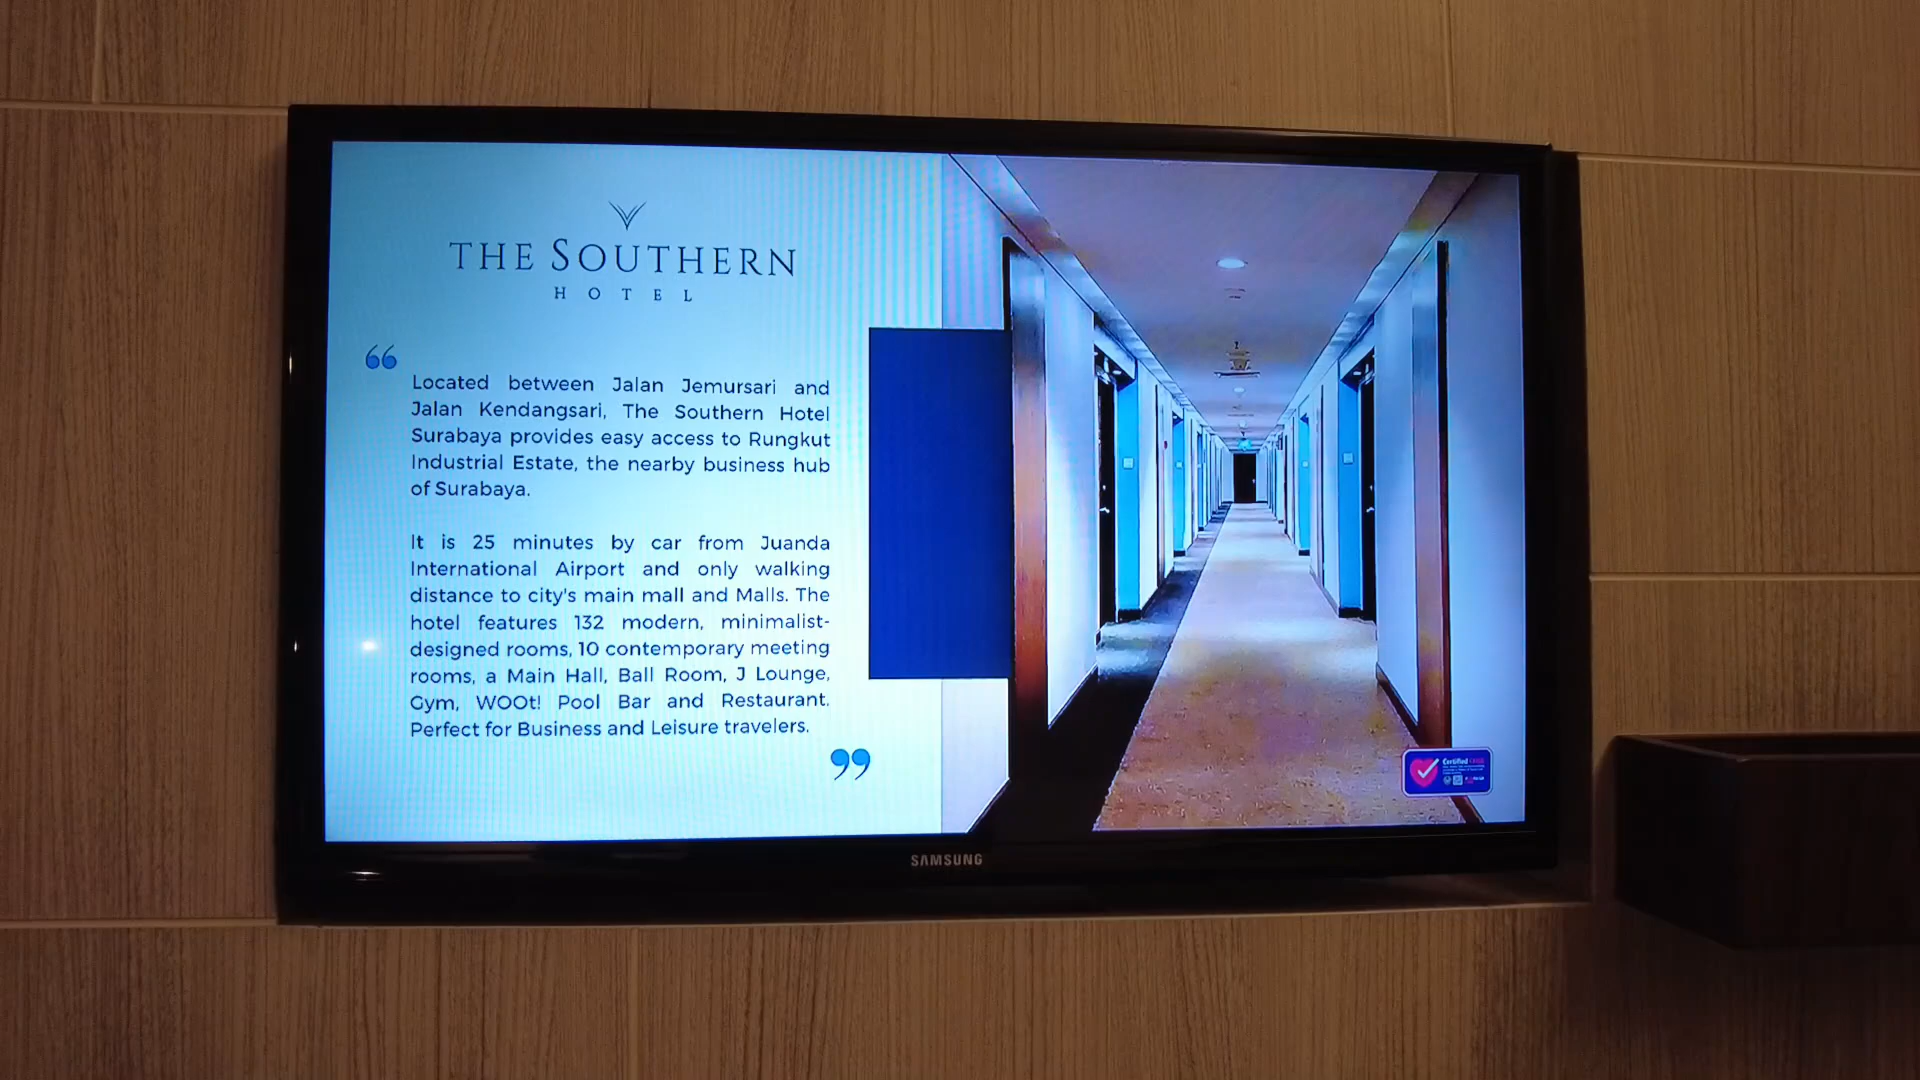 THE SOUTHERN
HOTEL
“
Located between Jalan Jemursari and
Jalan Kendangsari, The Southern Hotel
Surabaya provides easy access to Rungkut
Industrial Estate, the nearby business hub
of Surabaya.
It is 25 minutes by car from Juanda
International Airport and only walking
distance to city's main mall and Malls. The
hotel features 132 modern, minimalist-
designed rooms, 10 contemporary meeting
rooms, a Main Hall, Ball Room, J Lounge,
Gym, WOOt! Pool Bar and Restaurant.
Perfect for Business and Leisure travelers.
”
Certified
SAMSUNG